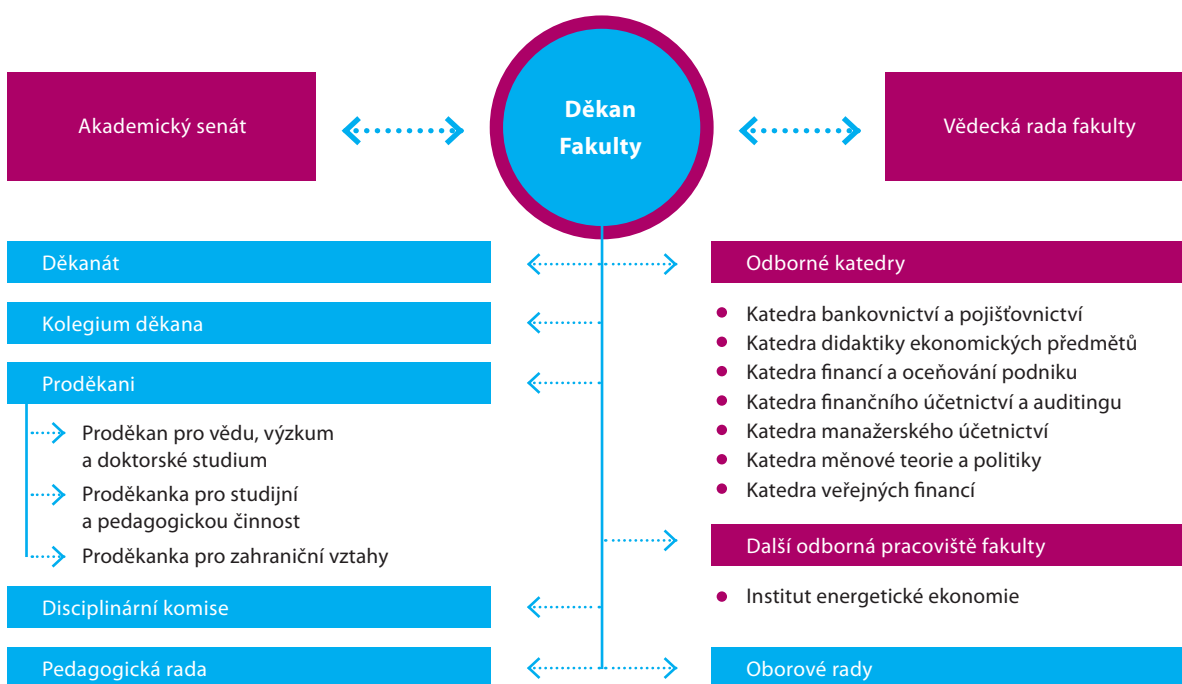 Akademický senát
Děkan
Fakulty
Vědecká rada fakulty
Děkanát
Kolegium děkana
Proděkani
Proděkan pro vědu, výzkum
a doktorské studium
Proděkanka pro studijní
a pedagogickou činnost
Proděkanka pro zahraniční vztahy
Disciplinární komise
Pedagogická rada
Odborné katedry
Katedra bankovnictví a pojišťovnictví
Katedra didaktiky ekonomických předmětů
Katedra financí a oceňování podniku
Katedra finančního účetnictví a auditingu
Katedra manažerského účetnictví
Katedra měnové teorie a politiky
Katedra veřejných financí
Další odborná pracoviště fakulty
Institut energetické ekonomie
Oborové rady